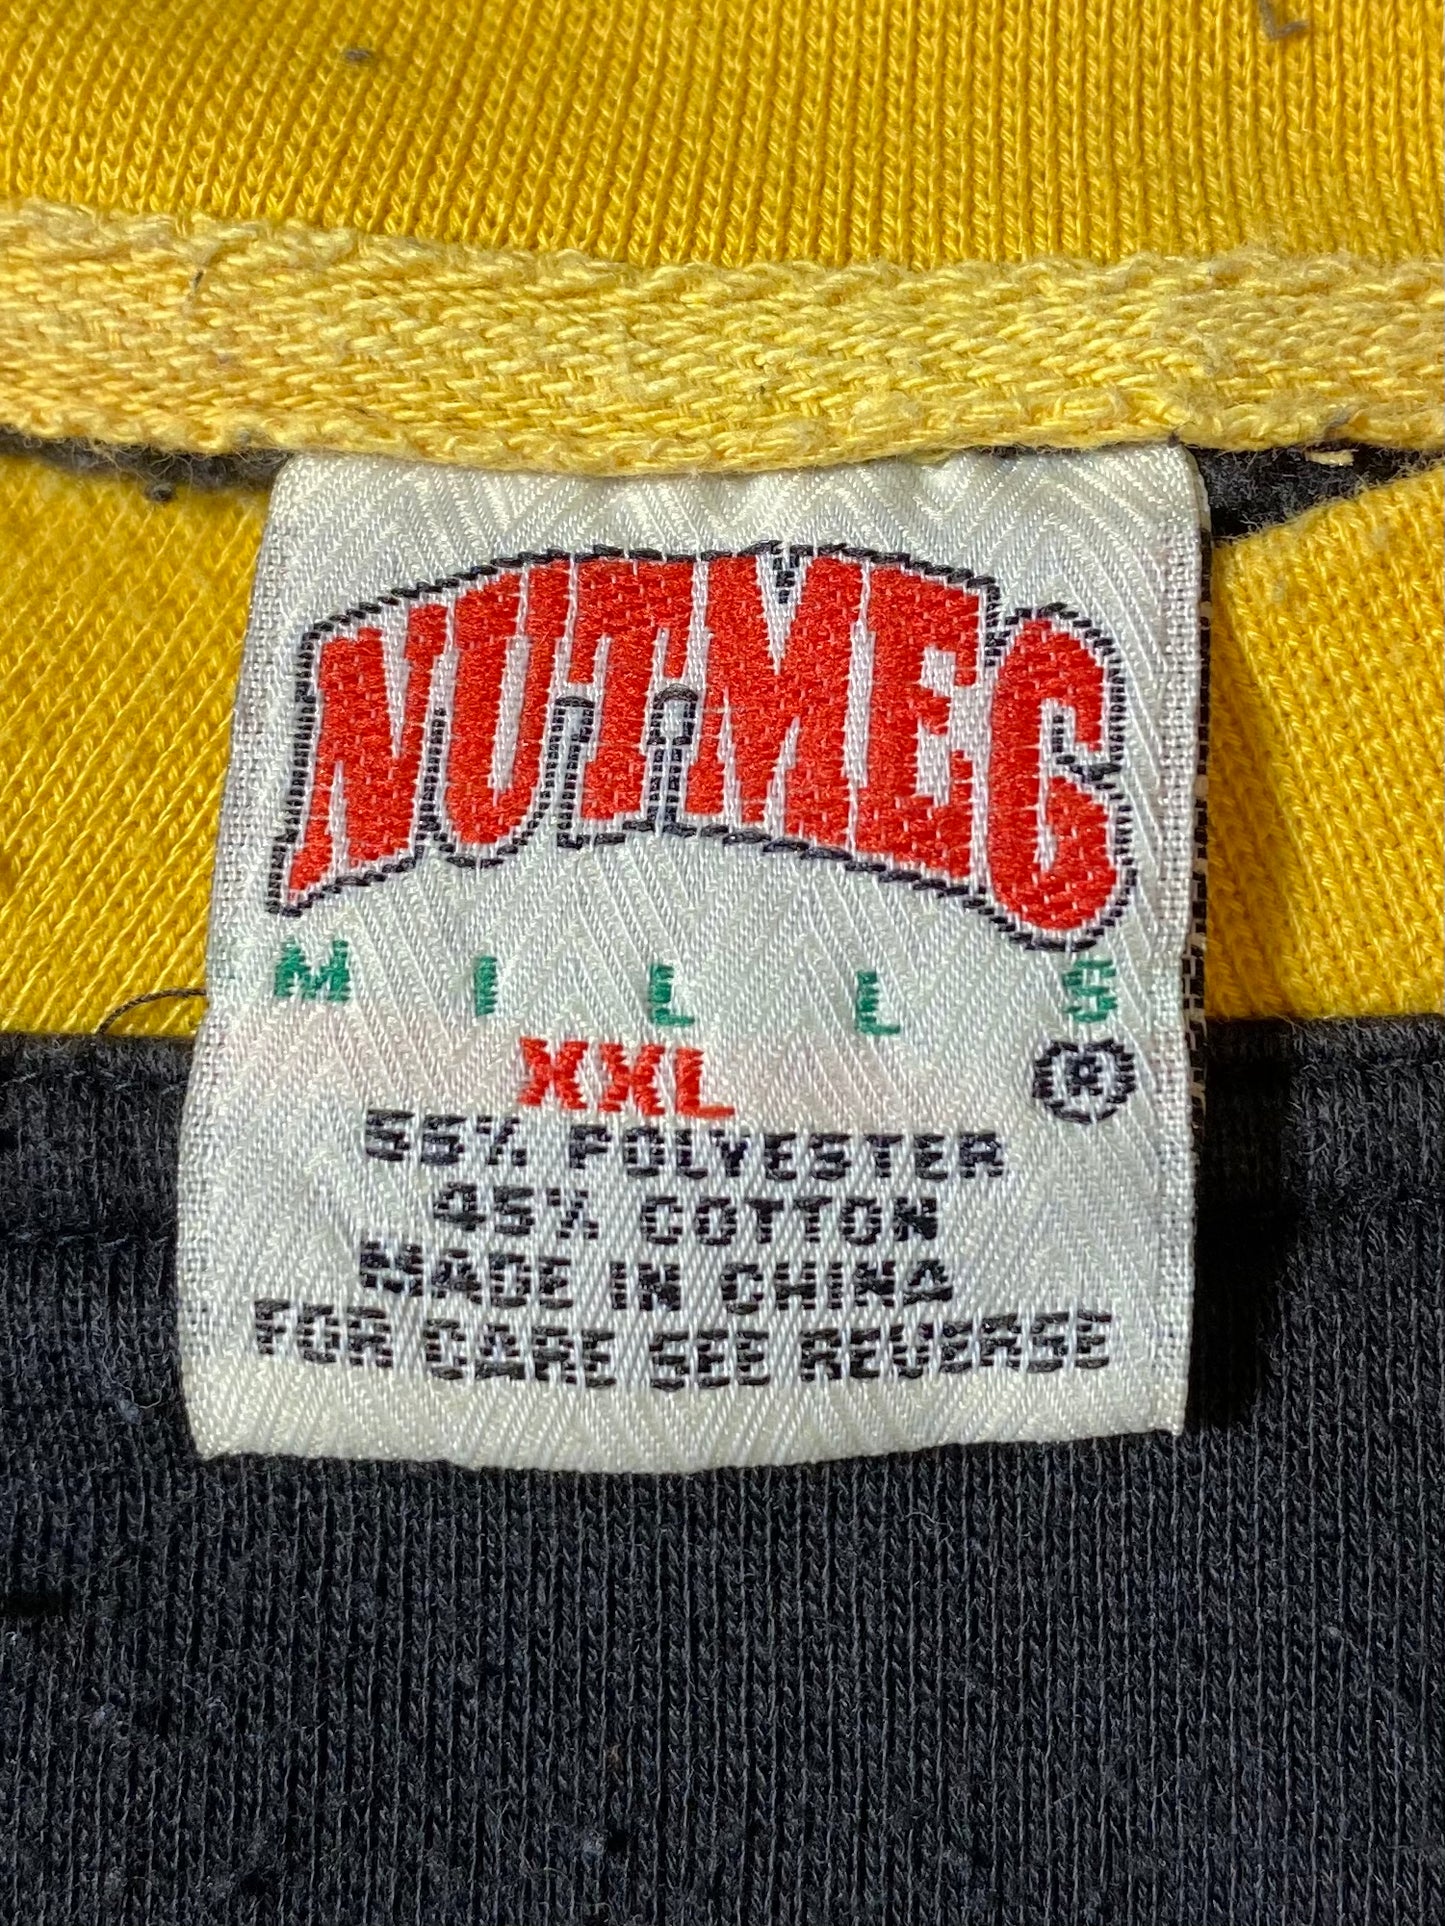 NUTMEG
MILLS
XXL ®
55% POLYESTER
45% COTTON
MADE IN CHINA
FOR CARE SEE REVERSE